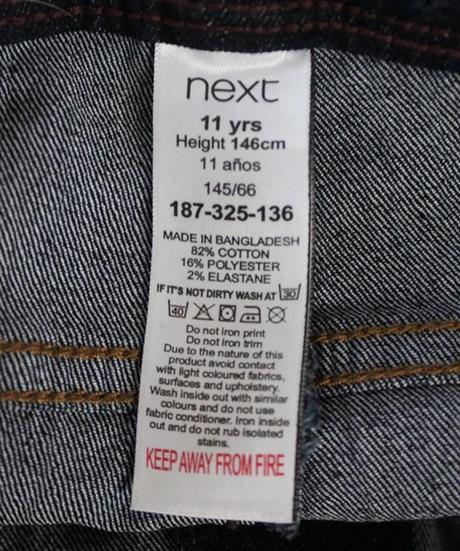 next
11 yrs
Height 146cm
11 años
145/66
187-325-136
MADE IN BANGLADESH
82% COTTON
16% POLYESTER
2% ELASTANE
IF IT'S NOT DIRTY WASH AT 30
40
Do not iron print
Do not iron trim
Due to the nature of this
product avoid contact
with light coloured fabrics,
surfaces and upholstery.
Wash inside out with similar
colours and do not use
fabric conditioner. Iron inside
out and do not rub isolated
stains.
KEEP AWAY FROM FIRE